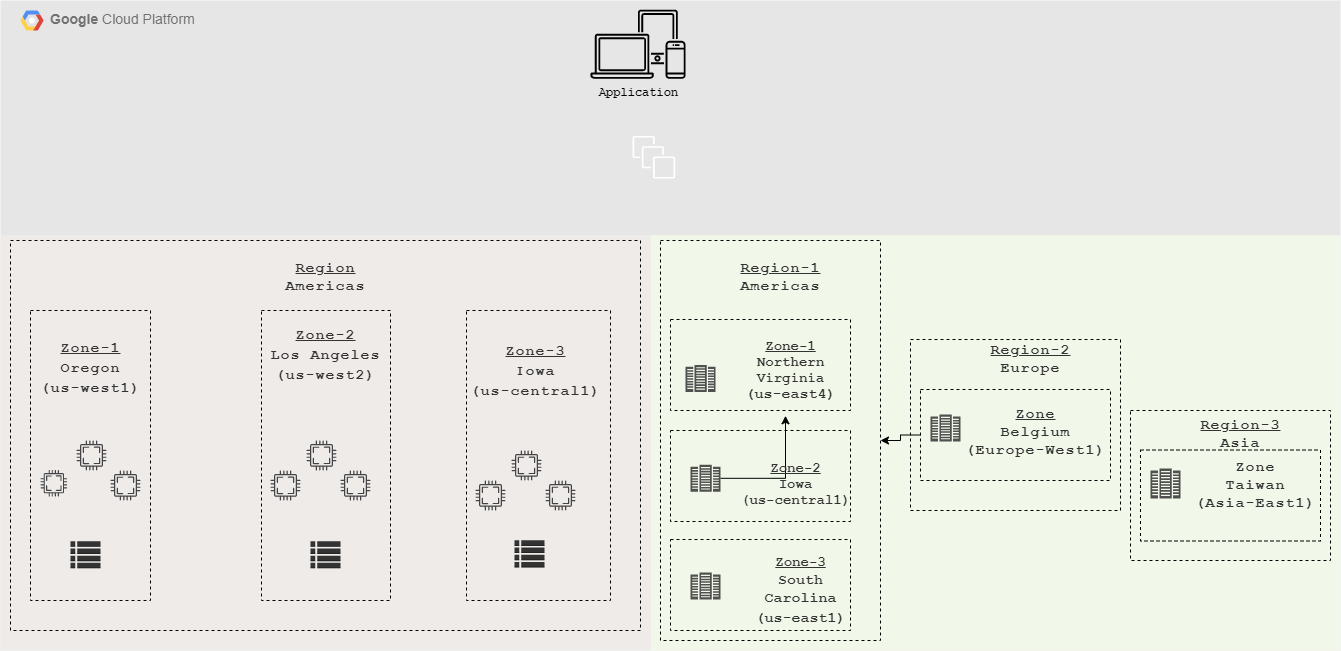 Google Cloud Platform
Application
Region
Americas
Zone-1
Oregon
(us-west1)
Zone-2
Los Angeles
(us-west2)
Zone-3
Iowa
(us-central1)
Region-1
Americas
Zone-1
Northern
Virginia
(us-east4)
Zone-2
Iowa
(us-central1)
Zone-3
South
Carolina
(us-east1)
Region-2
Europe
Zone
Belgium
(Europe-West1)
Region-3
Asia
Zone
Taiwan
(Asia-East1)